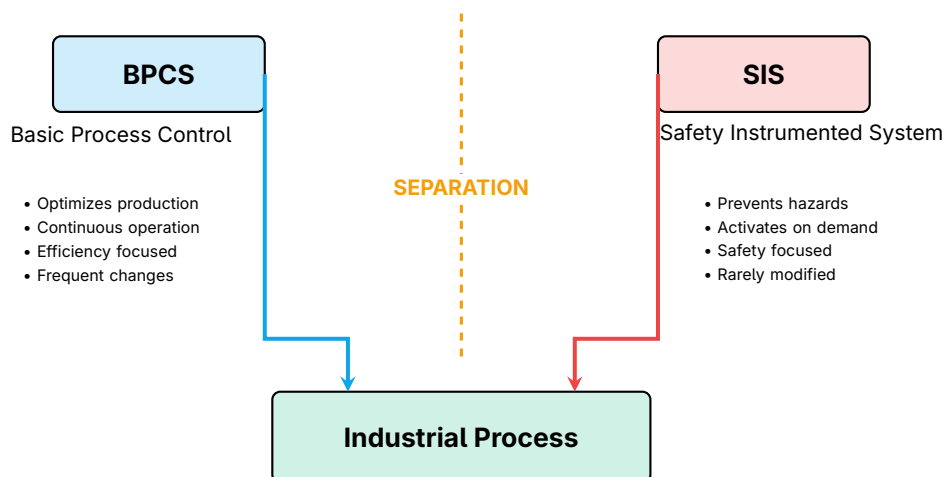 BPCS
Basic Process Control
• Optimizes production
• Continuous operation
• Efficiency focused
• Frequent changes
SEPARATION
SIS
Safety Instrumented System
• Prevents hazards
• Activates on demand
• Safety focused
• Rarely modified
Industrial Process